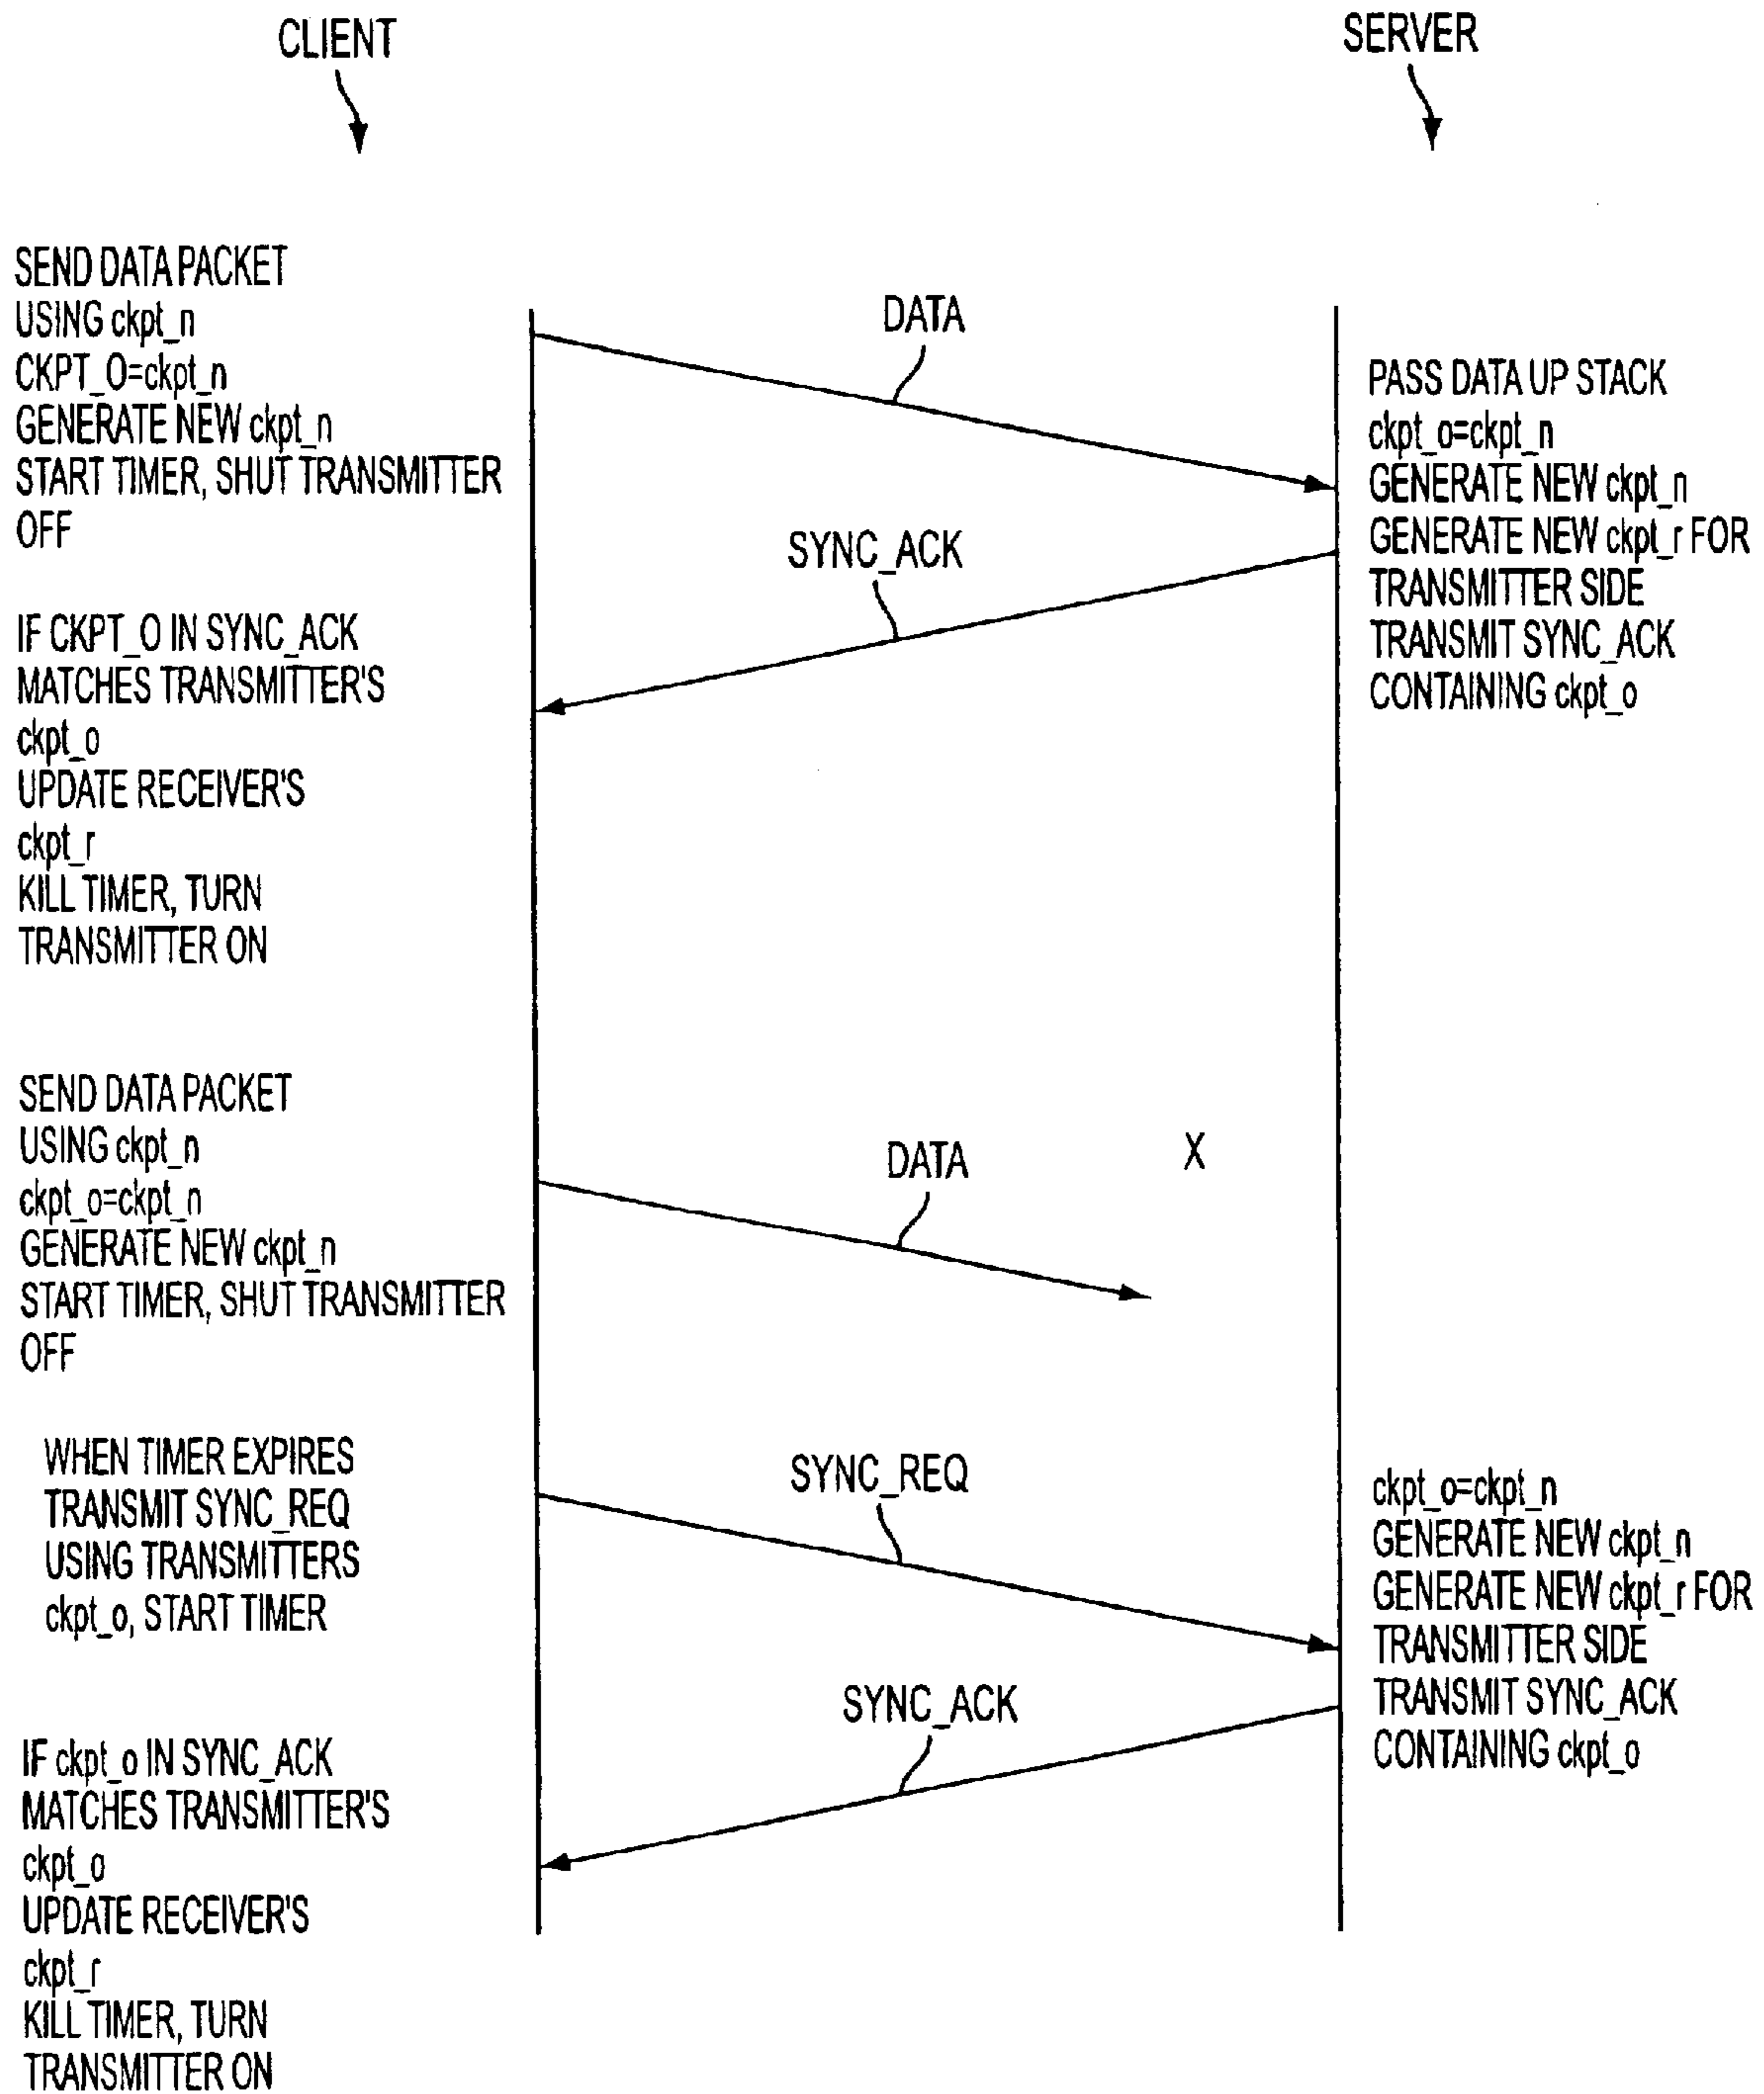 CLIENT
SERVER
SEND DATA PACKET
USING ckpt_n
CKPT_O=ckpt_n
GENERATE NEW ckpt_n
START TIMER, SHUT TRANSMITTER
OFF
DATA
PASS DATA UP STACK
ckpt_o=ckpt_n
GENERATE NEW ckpt_n
GENERATE NEW ckpt_r FOR
TRANSMITTER SIDE
TRANSMIT SYNC_ACK
CONTAINING ckpt_o
SYNC_ACK
IF CKPT_O IN SYNC_ACK
MATCHES TRANSMITTER'S
ckpt_o
UPDATE RECEIVER'S
ckpt_r
KILL TIMER, TURN
TRANSMITTER ON
SEND DATA PACKET
USING ckpt_n
ckpt_o=ckpt_n
GENERATE NEW ckpt_n
START TIMER, SHUT TRANSMITTER
OFF
DATA
X
WHEN TIMER EXPIRES
TRANSMIT SYNC_REQ
USING TRANSMITTERS
ckpt_o, START TIMER
SYNC_REQ
ckpt_o=ckpt_n
GENERATE NEW ckpt_n
GENERATE NEW ckpt_r FOR
TRANSMITTER SIDE
TRANSMIT SYNC_ACK
CONTAINING ckpt_o
SYNC_ACK
IF ckpt_o IN SYNC_ACK
MATCHES TRANSMITTER'S
ckpt_o
UPDATE RECEIVER'S
ckpt_r
KILL TIMER, TURN
TRANSMITTER ON